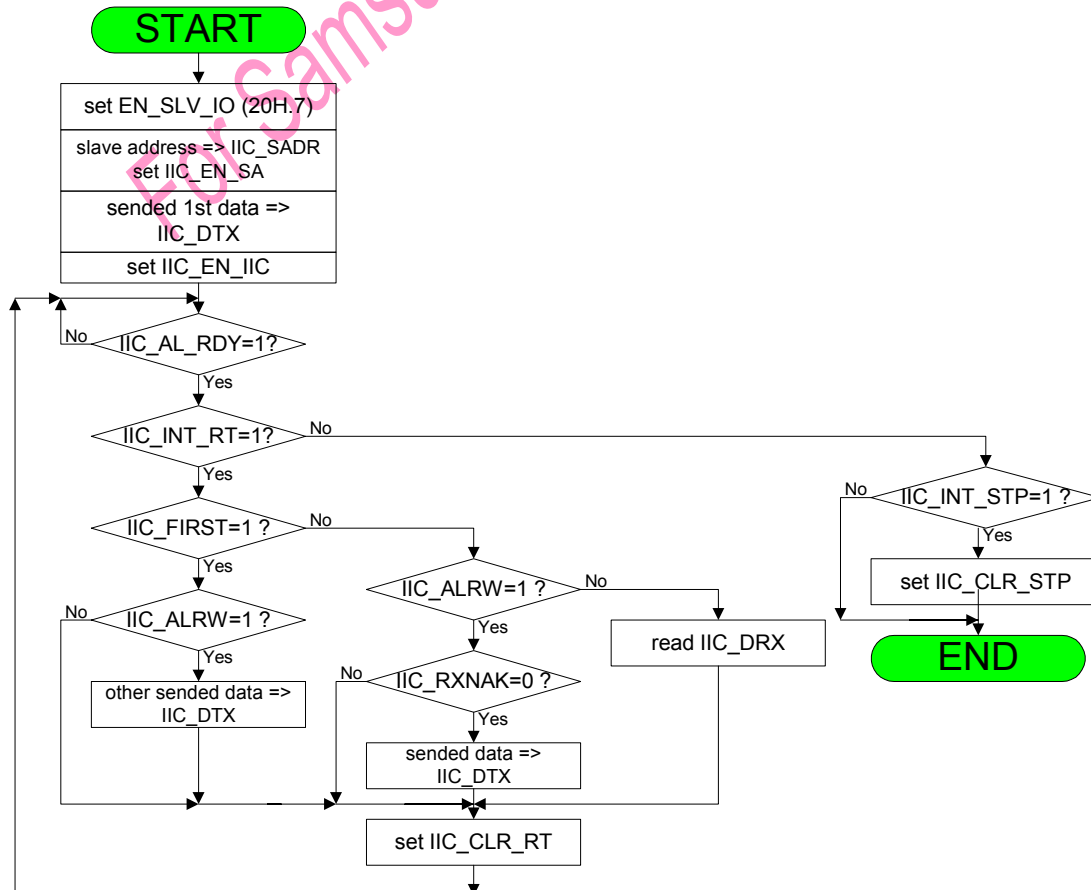 START
For Sams
set EN_SLV_IO (20H.7)
slave address => IIC_SADR
set IIC_EN_SA
sended 1st data =>
IIC_DTX
set IIC_EN_IIC
No
IIC_AL_RDY=1?
Yes
IIC_INT_RT=1?
No
Yes
No
IIC_INT_STP=1 ?
Yes
set IIC_CLR_STP
END
IIC_FIRST=1 ?
No
Yes
No
IIC_ALRW=1 ?
Yes
other sended data =>
IIC_DTX
IIC_ALRW=1 ?
No
Yes
read IIC_DRX
No
IIC_RXNAK=0 ?
Yes
sended data =>
IIC_DTX
set IIC_CLR_RT